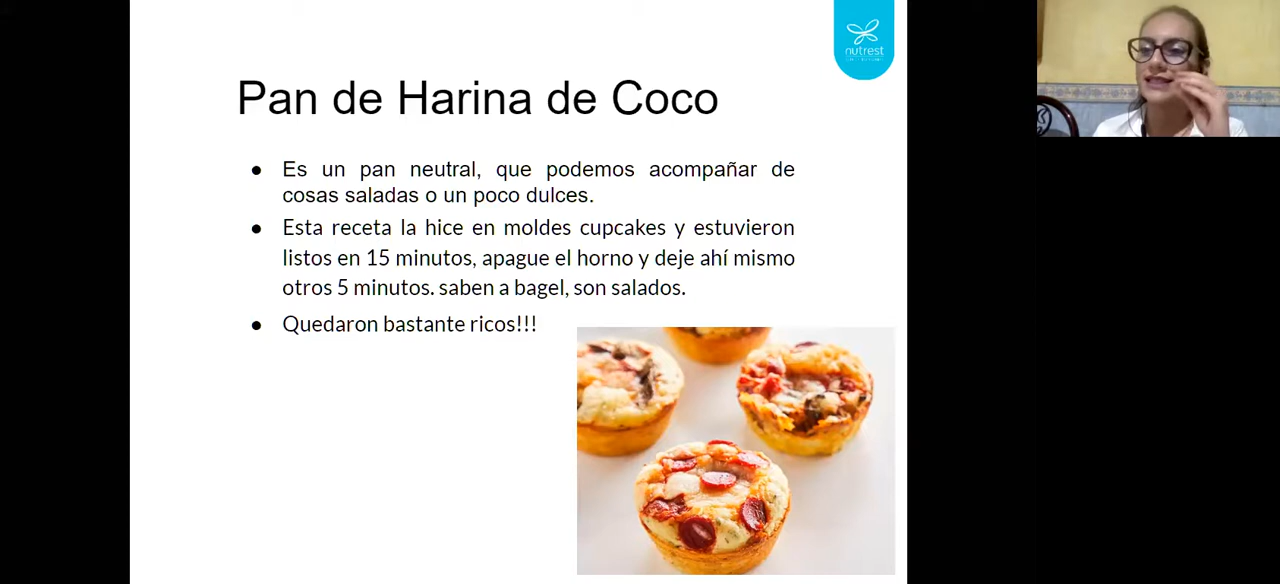 nutrest
Pan de Harina de Coco
● Es un pan neutral, que podemos acompañar de
cosas saladas o un poco dulces.
● Esta receta la hice en moldes cupcakes y estuvieron
listos en 15 minutos, apague el horno y deje ahí mismo
otros 5 minutos. saben a bagel, son salados.
● Quedaron bastante ricos!!!